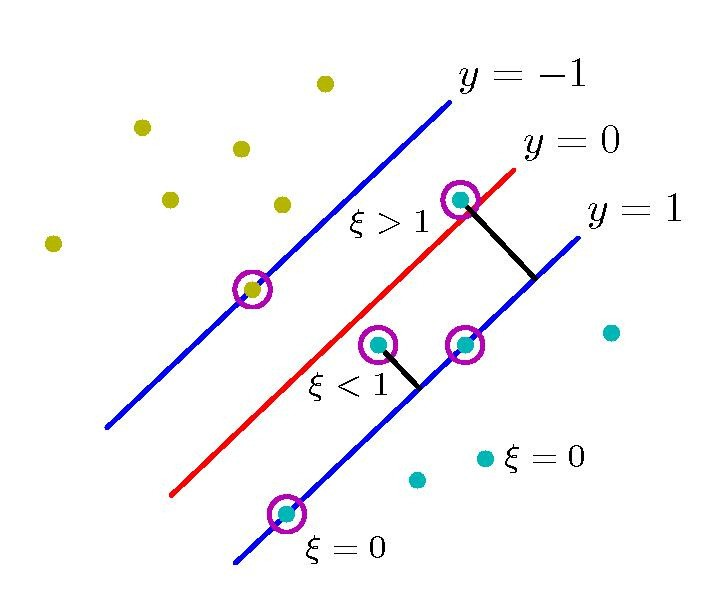 y = −1
y = 0
y = 1
ξ > 1
ξ < 1
ξ = 0
ξ = 0